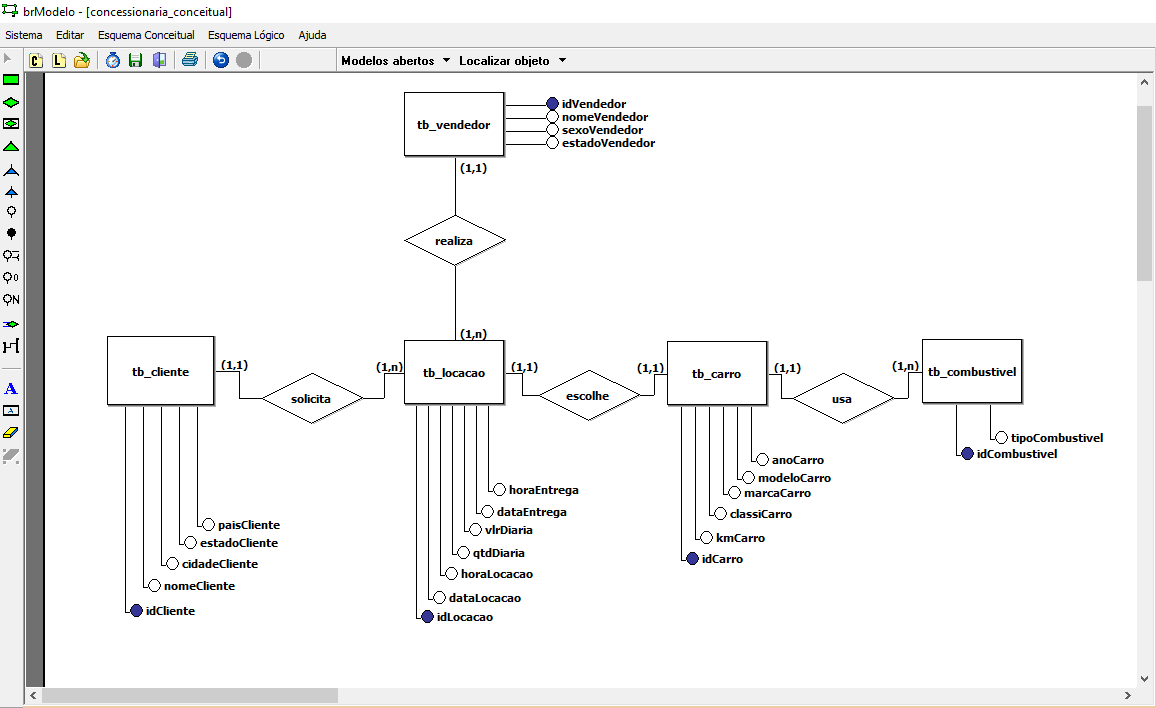 brModelo - [concessionaria_conceitual]
Sistema Editar Esquema Conceitual Esquema Lógico Ajuda
C L Modelos abertos Localizar objeto
tb_vendedor
idVendedor
nomeVendedor
sexoVendedor
estadoVendedor
(1,1)
realiza
(1,n)
tb_cliente
(1,1)
solicita
(1,n)
tb_locacao
(1,1)
escolhe
(1,1)
tb_carro
(1,1)
usa
(1,n)
tb_combustivel
paisCliente
estadoCliente
cidadeCliente
nomeCliente
idCliente
horaEntrega
dataEntrega
vlrDiaria
qtdDiaria
horaLocacao
dataLocacao
idLocacao
anoCarro
modeloCarro
marcaCarro
classiCarro
kmCarro
idCarro
tipoCombustivel
idCombustivel
0
N
A
A